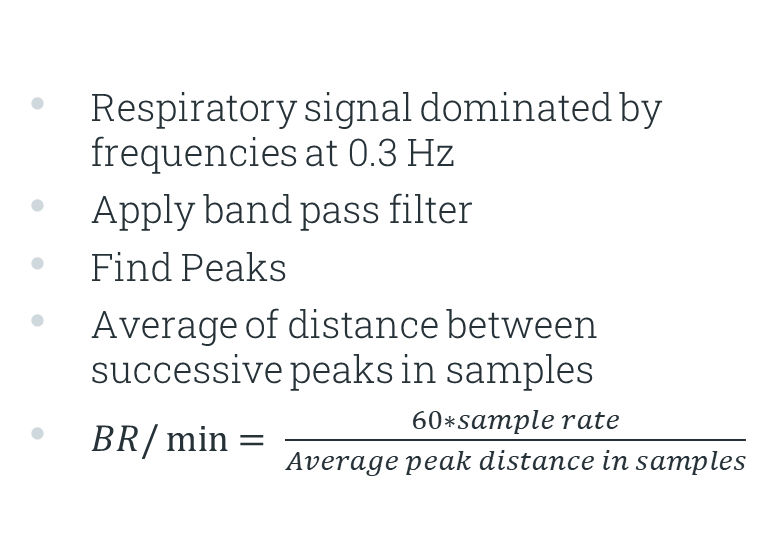 • Respiratory signal dominated by
frequencies at 0.3 Hz
• Apply band pass filter
• Find Peaks
• Average of distance between
successive peaks in samples
• BR/ min = 60∗sample rate / Average peak distance in samples